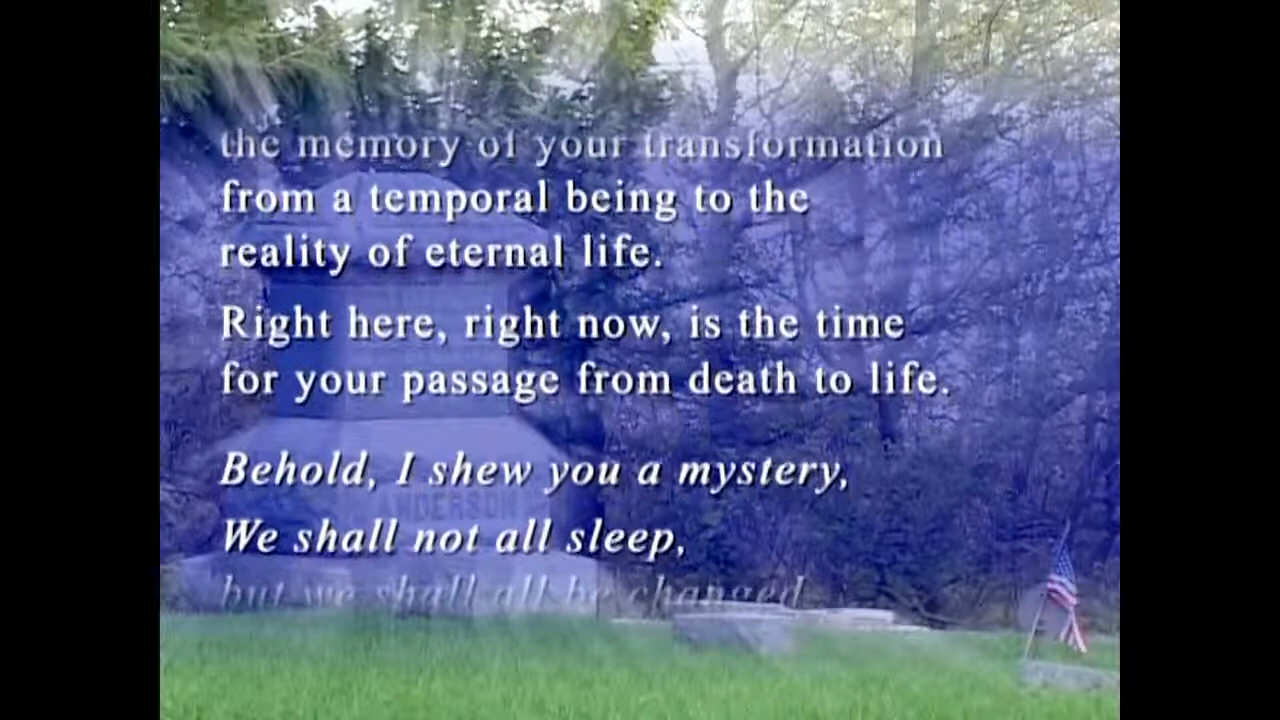 the memory of your transformation
from a temporal being to the
reality of eternal life.
Right here, right now, is the time
for your passage from death to life.
Behold, I shew you a mystery,
We shall not all sleep,
but we shall all be changed
ANDERSON